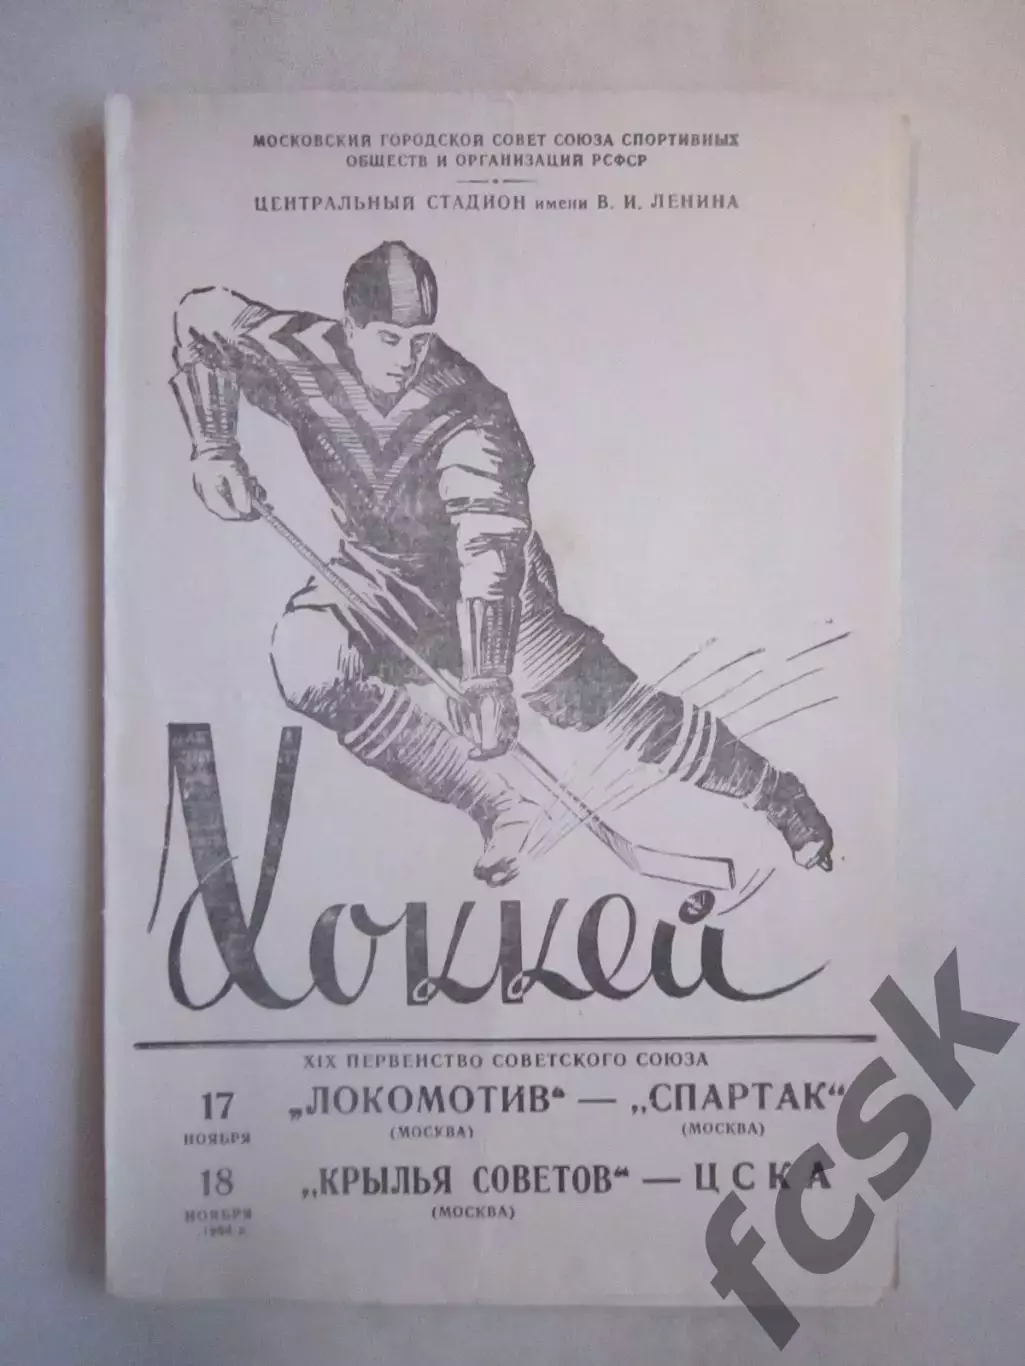 МОСКОВСКИЙ ГОРОДСКОЙ СОВЕТ СОЮЗА СПОРТИВНЫХ
ОБЩЕСТВ И ОРГАНИЗАЦИЙ РСФСР
ЦЕНТРАЛЬНЫЙ СТАДИОН имени В. И. ЛЕНИНА
Хоккей
XIX ПЕРВЕНСТВО СОВЕТСКОГО СОЮЗА
17 „ЛОКОМОТИВ“ — „СПАРТАК“
НОЯБРЯ (МОСКВА) (МОСКВА)
18 „КРЫЛЬЯ СОВЕТОВ“ — ЦСКА
НОЯБРЯ (МОСКВА)
fcsk